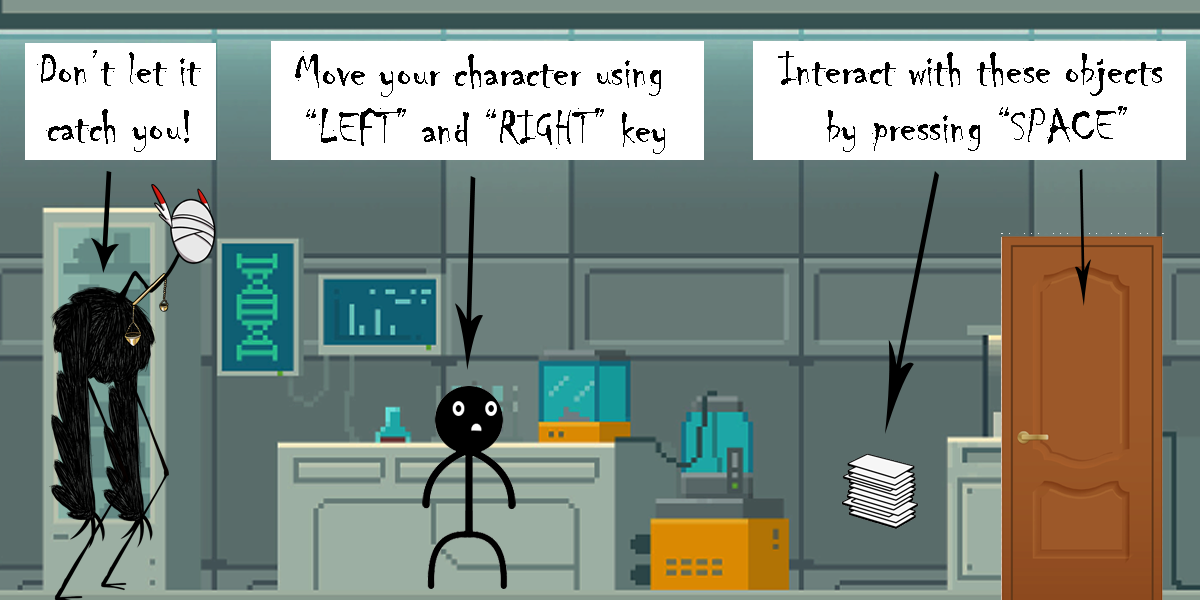 Don't let it
catch you!
Move your character using
“LEFT” and “RIGHT” key
Interact with these objects
by pressing “SPACE”